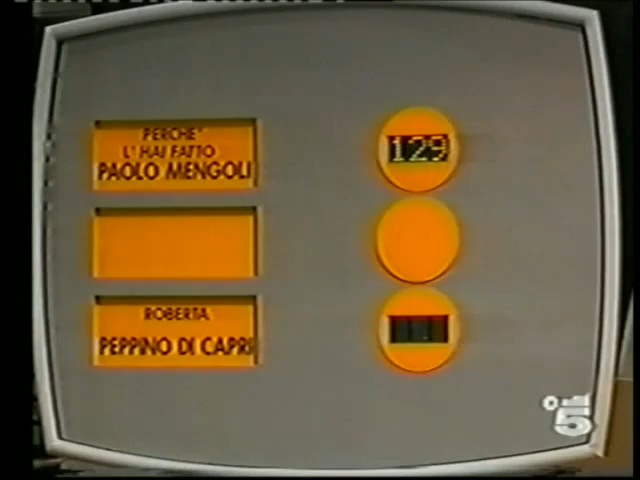 PERCHE'
L'HAI FATTO
PAOLO MENGOLI
129
ROBERTA
PEPPINO DI CAPRI
5